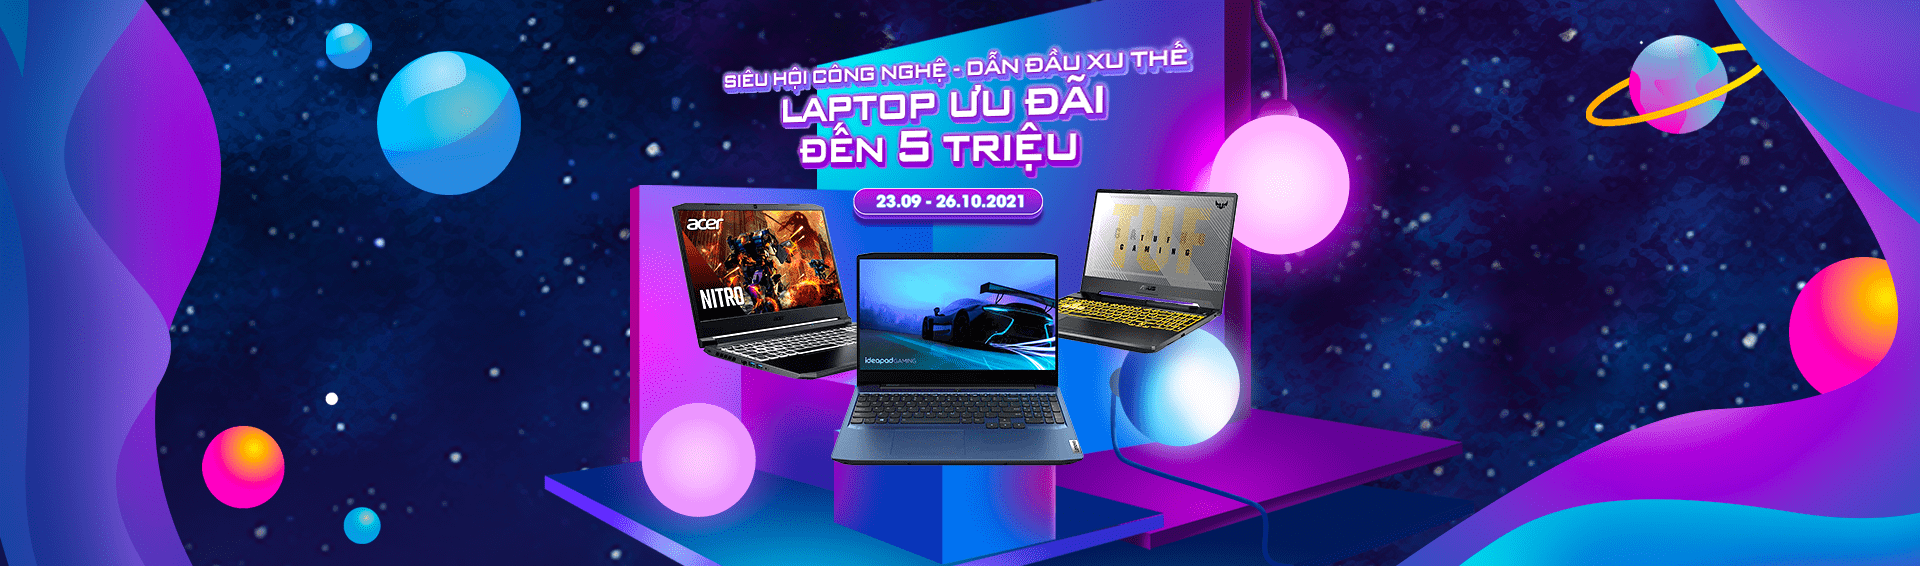 SIÊU HỘI CÔNG NGHỆ - DẪN ĐẦU XU THẾ
LAPTOP ƯU ĐÃI
ĐẾN 5 TRIỆU
23.09 - 26.10.2021
acer
NITRO
ideapad GAMING
TUF
GAMING
ASUS